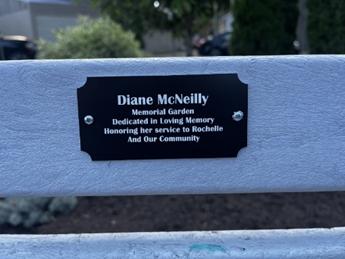 Diane McNeilly
Memorial Garden
Dedicated in Loving Memory
Honoring her service to Rochelle
And Our Community